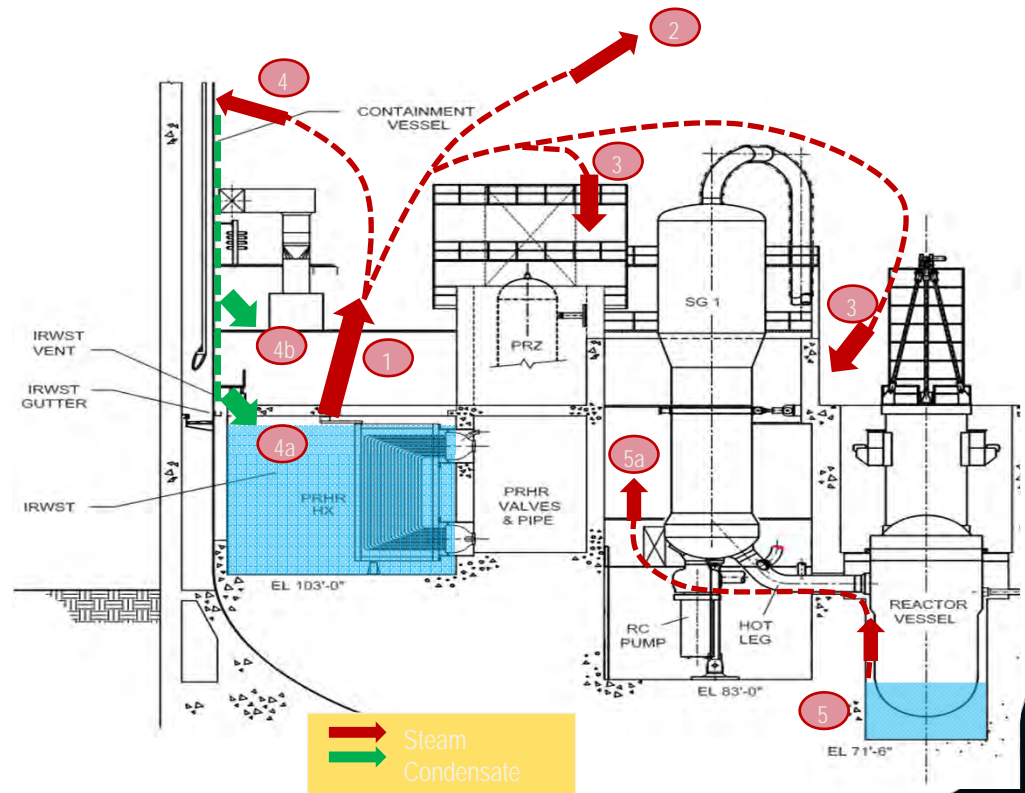 2
4
CONTAINMENT
VESSEL
3
SG 1
3
IRWST
VENT
4b
1
PRZ
IRWST
GUTTER
4a
5a
IRWST
PRHR
HX
PRHR
VALVES
& PIPE
EL 103'-0"
RC
PUMP
HOT
LEG
REACTOR
VESSEL
EL 83'-0"
5
EL 71'-6"
Steam
Condensate